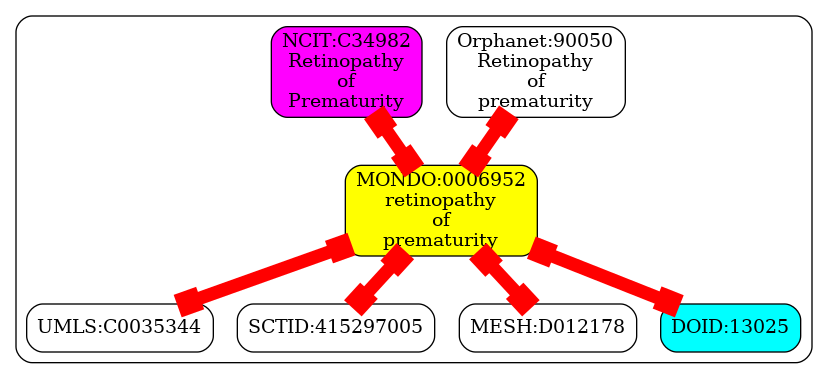 NCIT:C34982
Retinopathy
of
Prematurity
Orphanet:90050
Retinopathy
of
prematurity
MONDO:0006952
retinopathy
of
prematurity
UMLS:C0035344
SCTID:415297005
MESH:D012178
DOID:13025